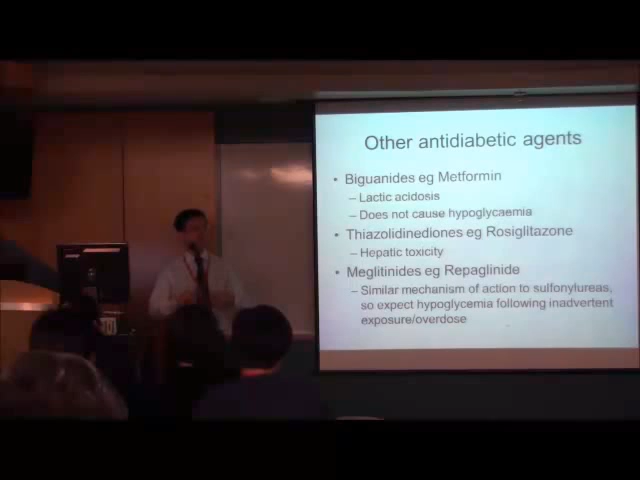 Other antidiabetic agents
• Biguanides eg Metformin
– Lactic acidosis
– Does not cause hypoglycaemia
• Thiazolidinediones eg Rosiglitazone
– Hepatic toxicity
• Meglitinides eg Repaglinide
– Similar mechanism of action to sulfonylureas,
so expect hypoglycemia following inadvertent
exposure/overdose